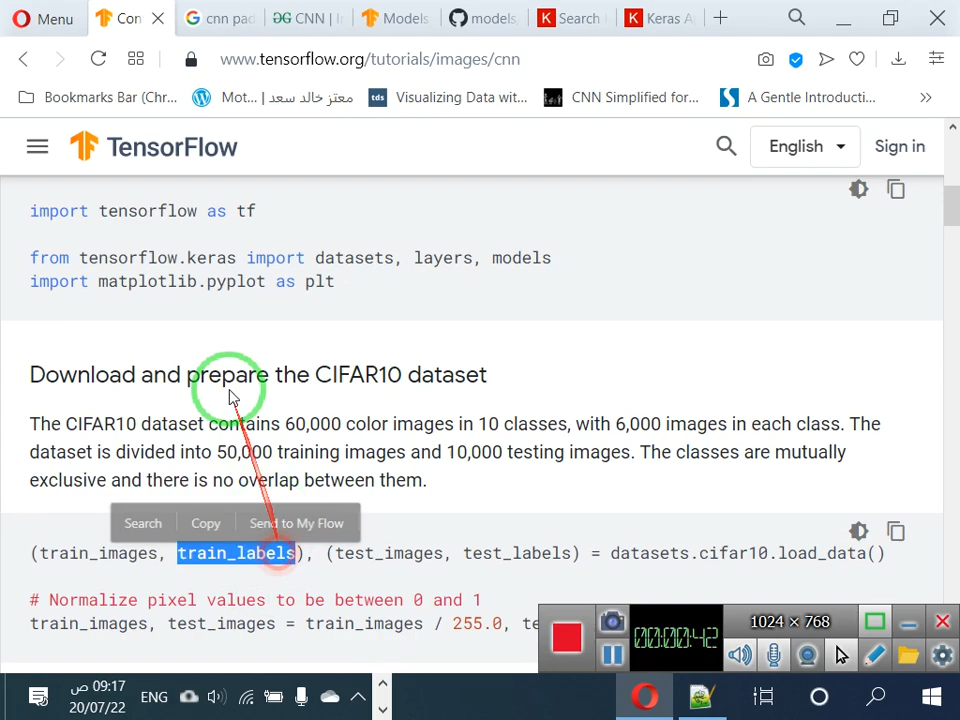 Menu
Con
cnn pad
CNN | I
Models
models
Search
Keras A
www.tensorflow.org/tutorials/images/cnn
Bookmarks Bar (Chr...
Mot... | معتز خالد سعد
tds
Visualizing Data wit...
CNN Simplified for...
A Gentle Introducti...
TensorFlow
English
Sign in
import tensorflow as tf
from tensorflow.keras import datasets, layers, models
import matplotlib.pyplot as plt
Download and prepare the CIFAR10 dataset
The CIFAR10 dataset contains 60,000 color images in 10 classes, with 6,000 images in each class. The
dataset is divided into 50,000 training images and 10,000 testing images. The classes are mutually
exclusive and there is no overlap between them.
Search
Copy
Send to My Flow
(train_images, train_labels), (test_images, test_labels) = datasets.cifar10.load_data()
# Normalize pixel values to be between 0 and 1
train_images, test_images = train_images / 255.0, te
00:00:42
1024 × 768
09:17 ص
20/07/22
ENG